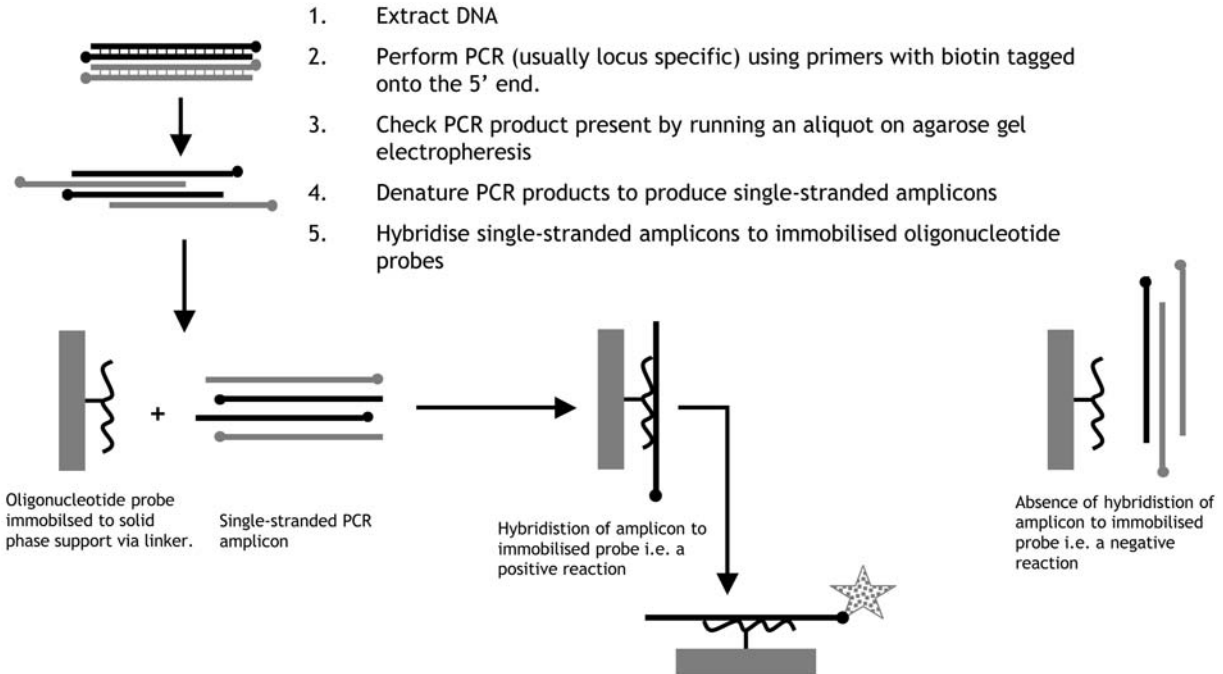 1. Extract DNA
2. Perform PCR (usually locus specific) using primers with biotin tagged
onto the 5’ end.
3. Check PCR product present by running an aliquot on agarose gel
electropheresis
4. Denature PCR products to produce single-stranded amplicons
5. Hybridise single-stranded amplicons to immobilised oligonucleotide
probes
+
Oligonucleotide probe
immobilsed to solid
phase support via linker.
Single-stranded PCR
amplicon
Hybridistion of amplicon to
immobilised probe i.e. a
positive reaction
Absence of hybridistion of
amplicon to immobilised
probe i.e. a negative
reaction